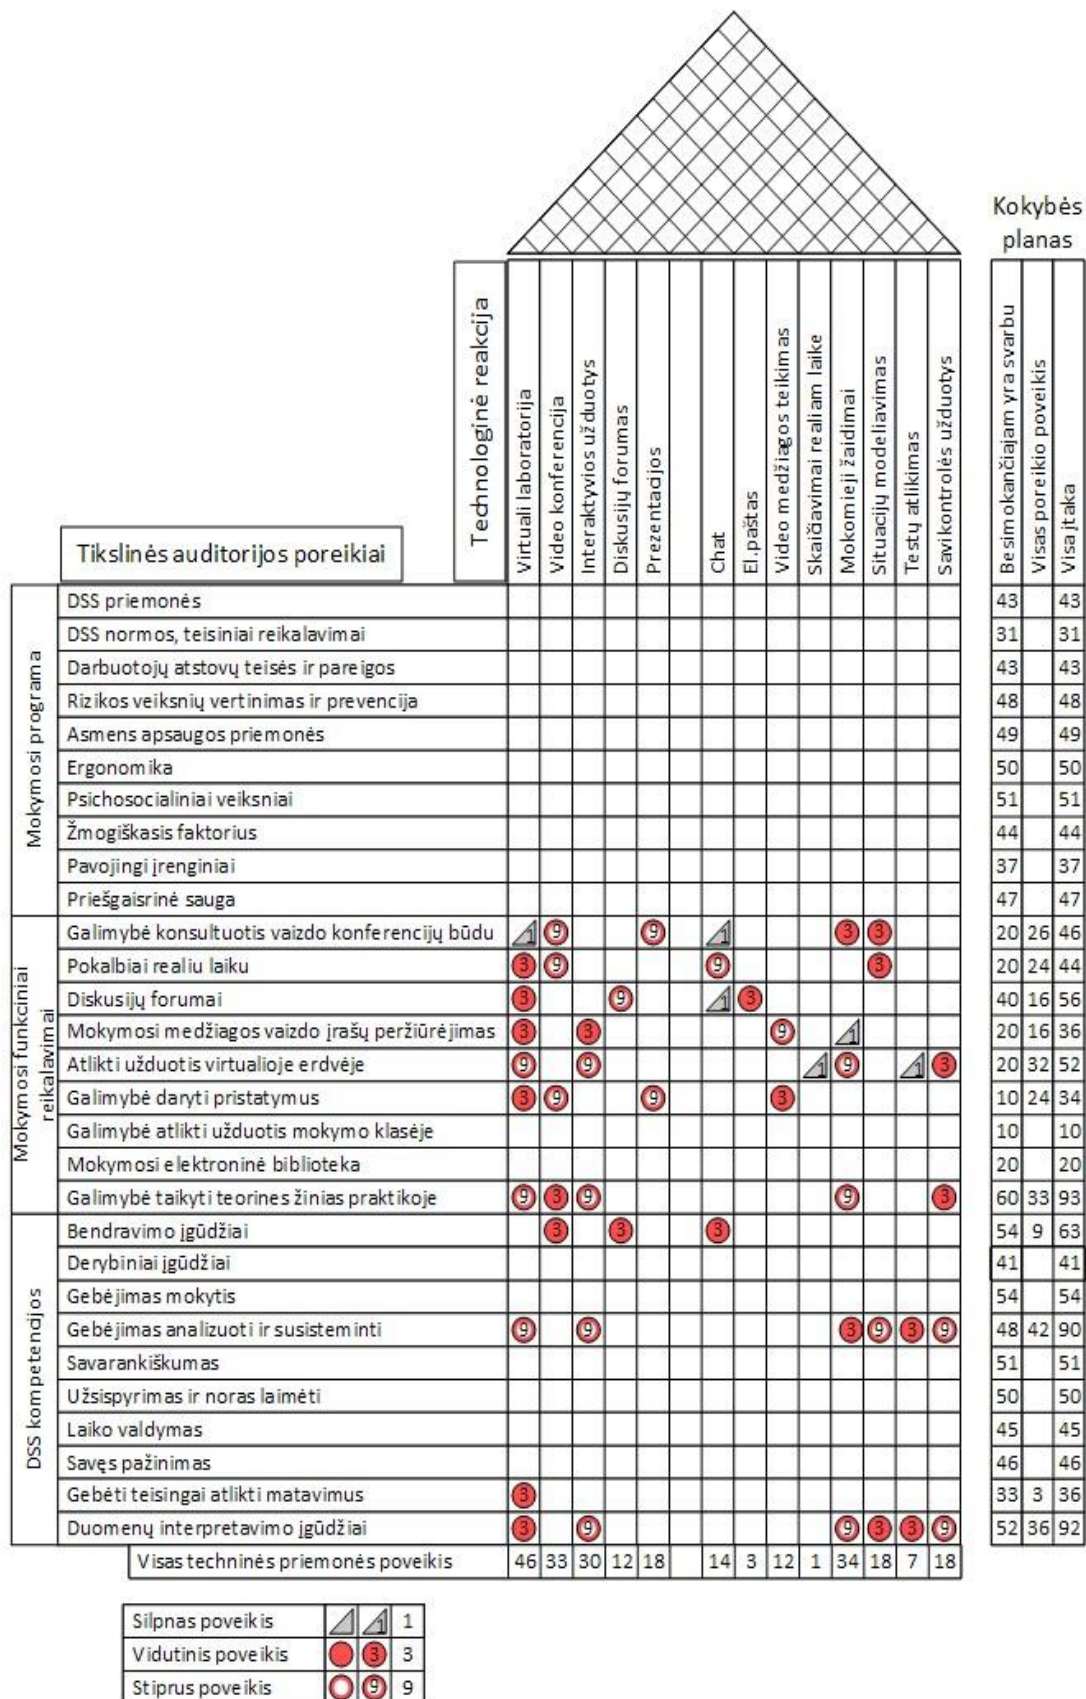 Kokybės
planas
Technologinė reakcija
Virtuali laboratorija
Video konferencija
Interaktyvios užduotys
Diskusijų forumas
Prezentacijos
Chat
El.paštas
Video medžiagos teikimas
Skaičiavimai realiam laike
Mokomieji žaidimai
Situacijų modeliavimas
Testų atlikimas
Savikontrolės užduotys
Besimokančiajam yra svarbu
Visas poreikio poveikis
Visa įtaka
Tikslinės auditorijos poreikiai
Mokymosi programa
DSS priemonės 43 43
DSS normos, teisiniai reikalavimai 31 31
Darbuotojų atstovų teisės ir pareigos 43 43
Rizikos veiksnių vertinimas ir prevencija 48 48
Asmens apsaugos priemonės 49 49
Ergonomika 50 50
Psichosocialiniai veiksniai 51 51
Žmogiškasis faktorius 44 44
Pavojingi įrenginiai 37 37
Priešgaisrinė sauga 47 47
Mokymosi funkciniai
reikalavimai
Galimybė konsultuotis vaizdo konferencijų būdu 1 9 9 1 3 3 20 26 46
Pokalbiai realiu laiku 3 9 9 3 20 24 44
Diskusijų forumai 3 9 1 3 40 16 56
Mokymosi medžiagos vaizdo įrašų peržiūrėjimas 3 3 9 1 20 16 36
Atlikti užduotis virtualioje erdvėje 9 9 1 9 1 3 20 32 52
Galimybė daryti pristatymus 3 9 9 3 10 24 34
Galimybė atlikti užduotis mokymo klasėje 10 10
Mokymosi elektroninė biblioteka 20 20
Galimybė taikyti teorines žinias praktikoje 9 3 9 9 3 60 33 93
DSS kompetencijos
Bendravimo įgūdžiai 3 3 3 54 9 63
Derybiniai įgūdžiai 41 41
Gebėjimas mokytis 54 54
Gebėjimas analizuoti ir susisteminti 9 9 3 9 3 9 48 42 90
Savarankiškumas 51 51
Užsispyrimas ir noras laimėti 50 50
Laiko valdymas 45 45
Savęs pažinimas 46 46
Gebėti teisingai atlikti matavimus 3 33 3 36
Duomenų interpretavimo įgūdžiai 3 9 9 3 3 9 52 36 92
Visas techninės priemonės poveikis 46 33 30 12 18 14 3 12 1 34 18 7 18
Silpnas poveikis 1 1
Vidutinis poveikis 3 3
Stiprus poveikis 9 9